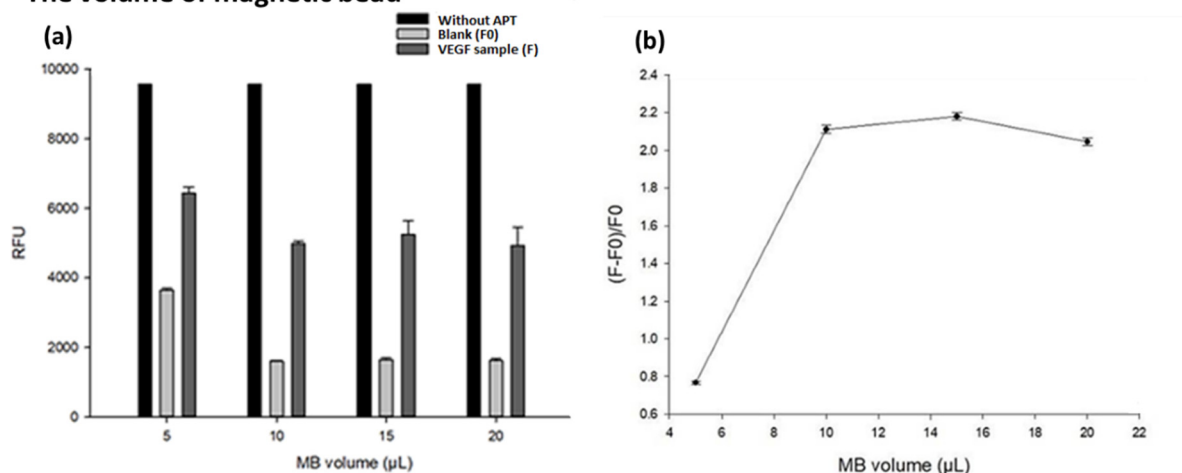 The volume of magnetic bead
(a)
Without APT
Blank (F0)
VEGF sample (F)
10000
8000
6000
4000
2000
0
RFU
5 10 15 20
MB volume (µL)
(b)
2.4
2.2
2.0
1.8
1.6
1.4
1.2
1.0
0.8
0.6
(F-F0)/F0
4 6 8 10 12 14 16 18 20 22
MB volume (µL)